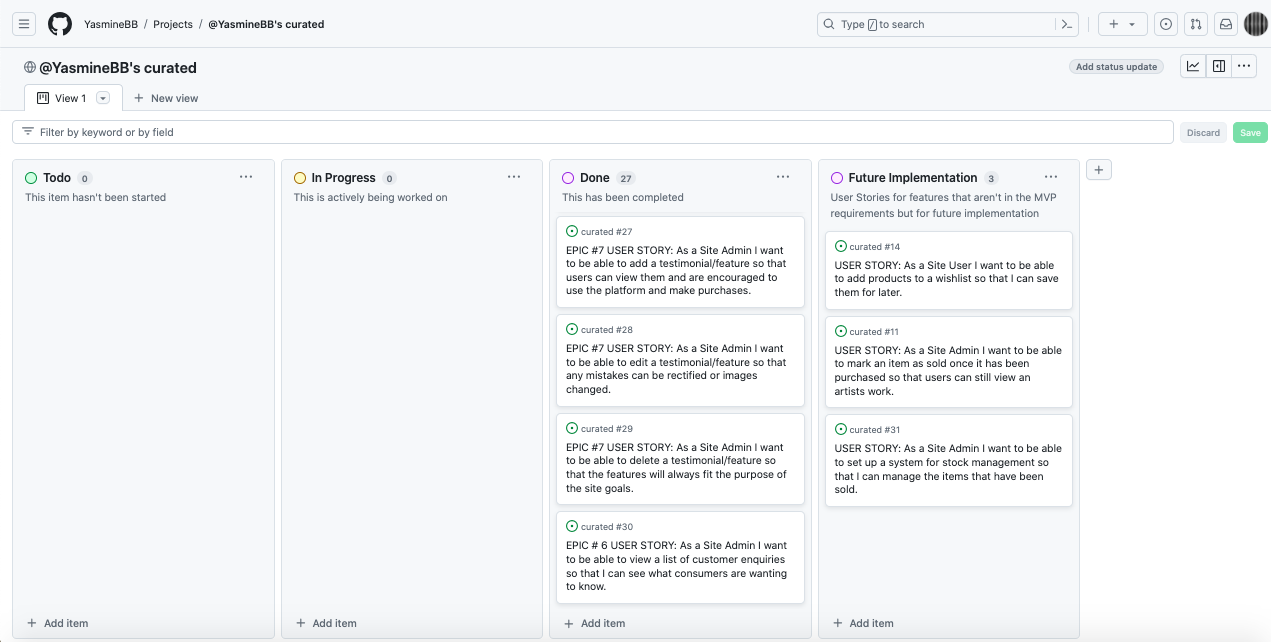 YasmineBB / Projects / @YasmineBB's curated
Type / to search
@YasmineBB's curated
Add status update
View 1
New view
Filter by keyword or by field
Discard
Save
Todo 0
This item hasn't been started
Add item
In Progress 0
This is actively being worked on
Add item
Done 27
This has been completed
curated #27
EPIC #7 USER STORY: As a Site Admin I want
to be able to add a testimonial/feature so that
users can view them and are encouraged to
use the platform and make purchases.
curated #28
EPIC #7 USER STORY: As a Site Admin I want
to be able to edit a testimonial/feature so that
any mistakes can be rectified or images
changed.
curated #29
EPIC #7 USER STORY: As a Site Admin I want
to be able to delete a testimonial/feature so
that the features will always fit the purpose of
the site goals.
curated #30
EPIC # 6 USER STORY: As a Site Admin I want
to be able to view a list of customer enquiries
so that I can see what consumers are wanting
to know.
Add item
Future Implementation 3
User Stories for features that aren't in the MVP
requirements but for future implementation
curated #14
USER STORY: As a Site User I want to be able
to add products to a wishlist so that I can save
them for later.
curated #11
USER STORY: As a Site Admin I want to be able
to mark an item as sold once it has been
purchased so that users can still view an
artists work.
curated #31
USER STORY: As a Site Admin I want to be able
to set up a system for stock management so
that I can manage the items that have been
sold.
Add item